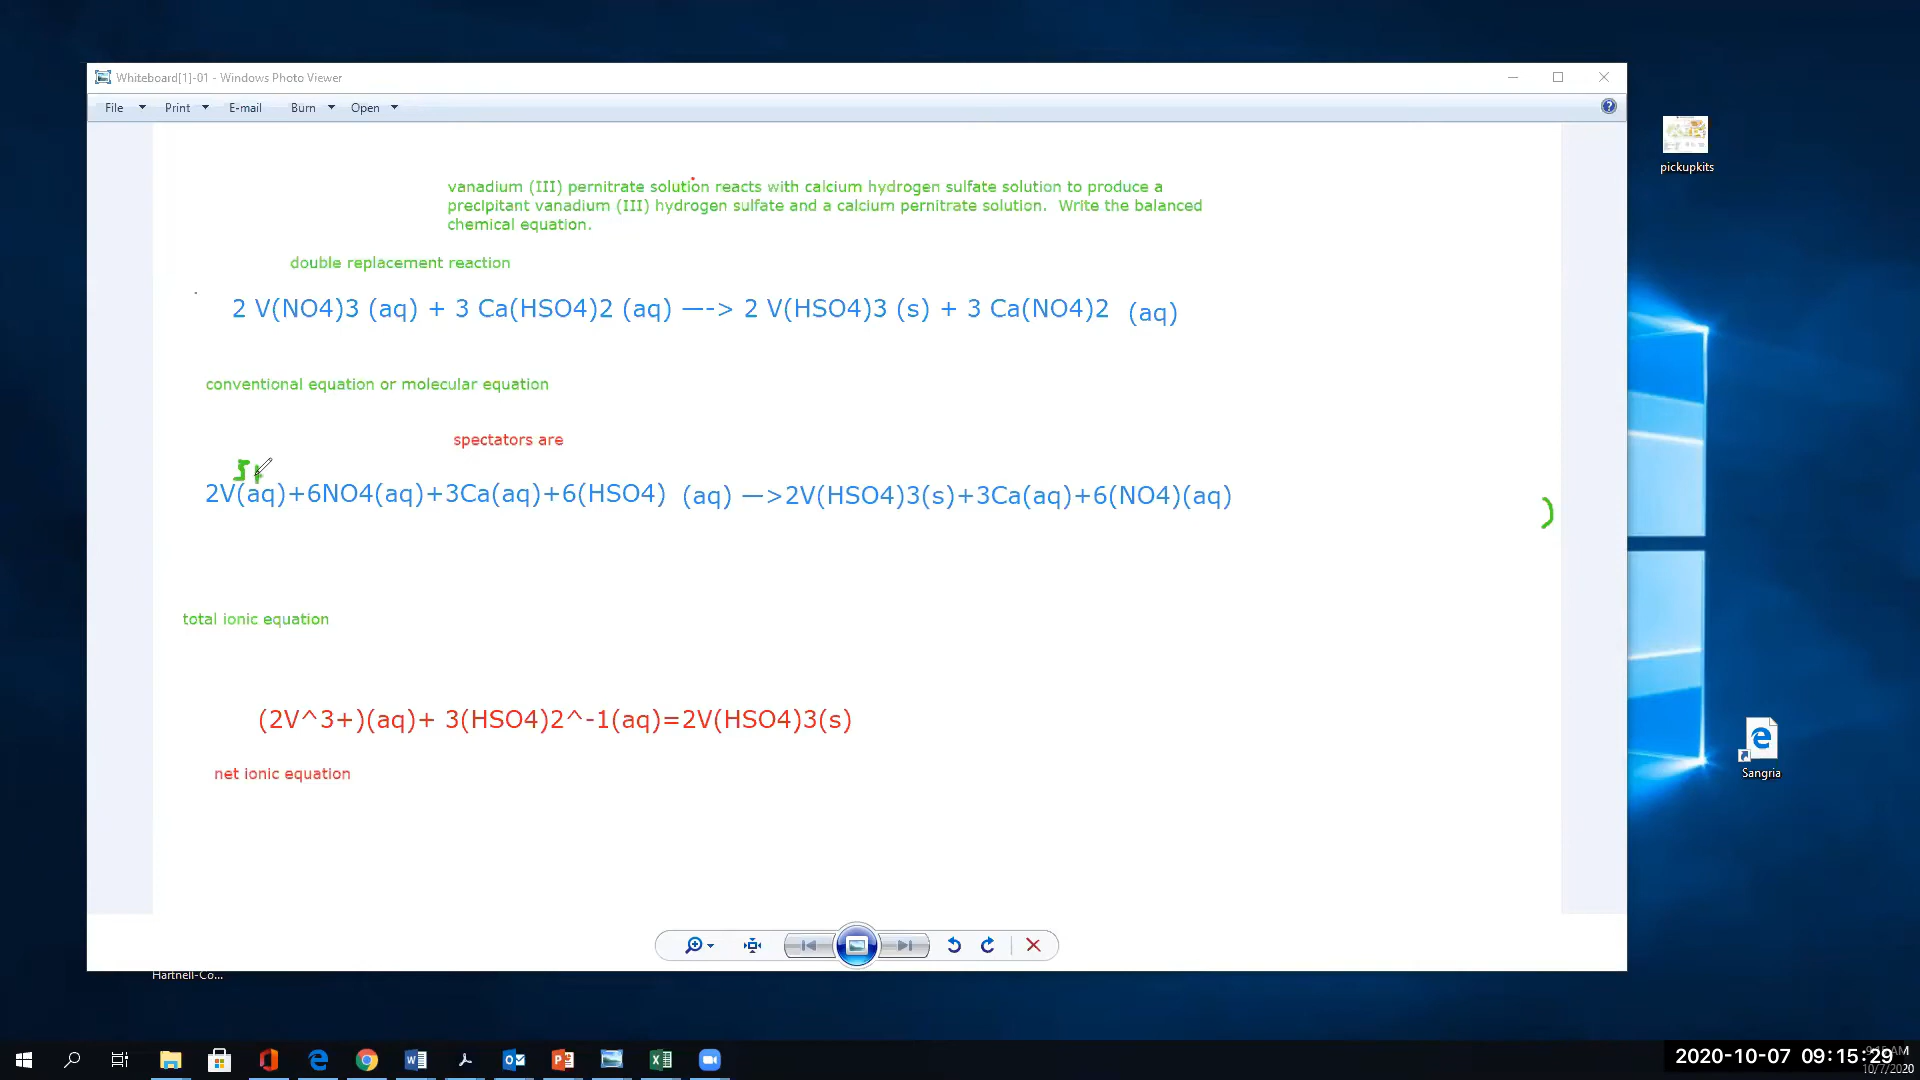 Whiteboard[1]-01 - Windows Photo Viewer
File Print E-mail Burn Open
pickupkits
vanadium (III) pernitrate solution reacts with calcium hydrogen sulfate solution to produce a
precipitant vanadium (III) hydrogen sulfate and a calcium pernitrate solution. Write the balanced
chemical equation.
double replacement reaction
2 V(NO4)3 (aq) + 3 Ca(HSO4)2 (aq) —-> 2 V(HSO4)3 (s) + 3 Ca(NO4)2 (aq)
conventional equation or molecular equation
spectators are
3+
2V(aq)+6NO4(aq)+3Ca(aq)+6(HSO4) (aq) —>2V(HSO4)3(s)+3Ca(aq)+6(NO4)(aq)
)
total ionic equation
(2V^3+)(aq)+ 3(HSO4)2^-1(aq)=2V(HSO4)3(s)
net ionic equation
Sangria
Hartnell-Co...
2020-10-07 09:15:29
10/7/2020